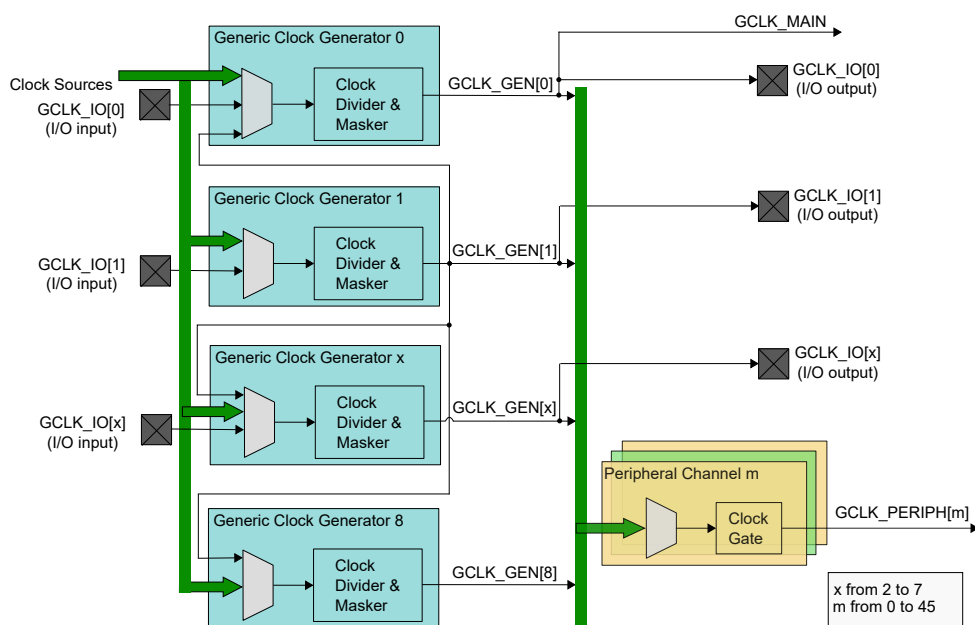 Generic Clock Generator 0
GCLK_MAIN
Clock Sources
GCLK_IO[0]
(I/O input)
Clock
Divider &
Masker
GCLK_GEN[0]
GCLK_IO[0]
(I/O output)
Generic Clock Generator 1
GCLK_IO[1]
(I/O input)
Clock
Divider &
Masker
GCLK_GEN[1]
GCLK_IO[1]
(I/O output)
Generic Clock Generator x
GCLK_IO[x]
(I/O input)
Clock
Divider &
Masker
GCLK_GEN[x]
GCLK_IO[x]
(I/O output)
Generic Clock Generator 8
Clock
Divider &
Masker
GCLK_GEN[8]
Peripheral Channel m
Clock
Gate
GCLK_PERIPH[m]
x from 2 to 7
m from 0 to 45